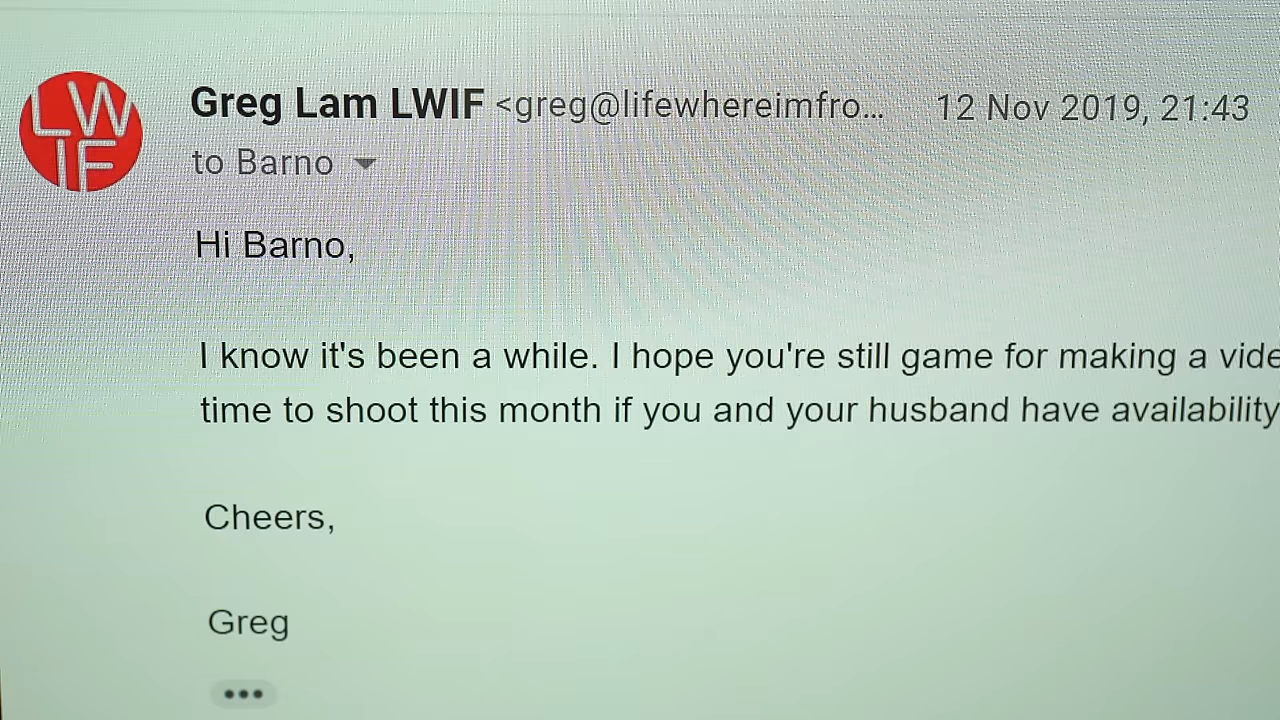 LW
IF
Greg Lam LWIF <greg@lifewhereimfro... 12 Nov 2019, 21:43
to Barno
Hi Barno,
I know it's been a while. I hope you're still game for making a vide
time to shoot this month if you and your husband have availability
Cheers,
Greg